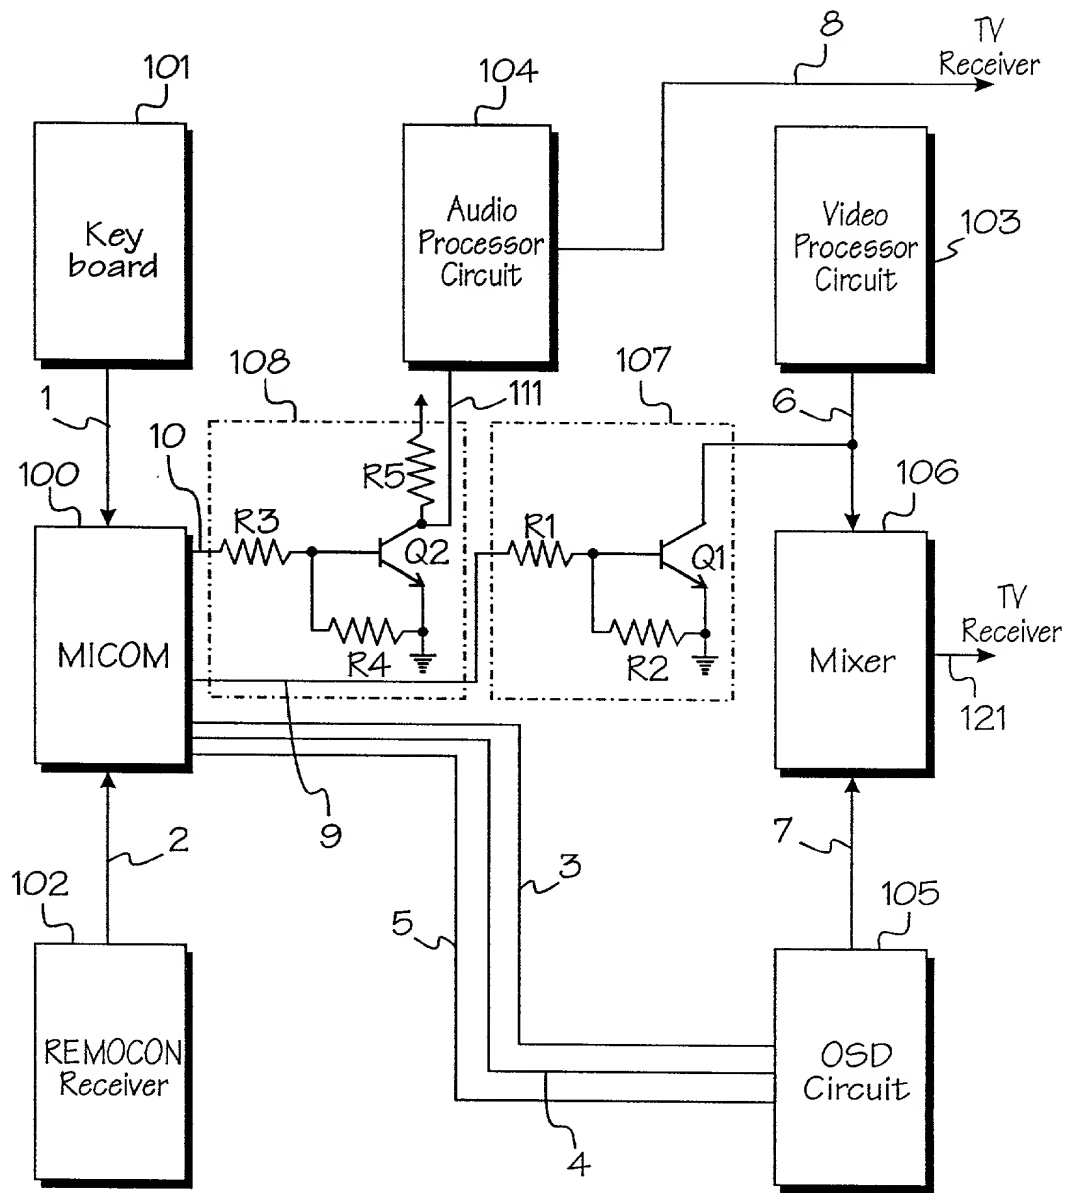 8
TV
Receiver
101
104
Key
board
Audio
Processor
Circuit
Video
Processor
Circuit
103
108
107
1
111
6
10
100
R5
106
R3
Q2
R1
Q1
MICOM
R4
R2
Mixer
TV
Receiver
121
9
2
7
3
102
5
105
REMOCON
Receiver
OSD
Circuit
4